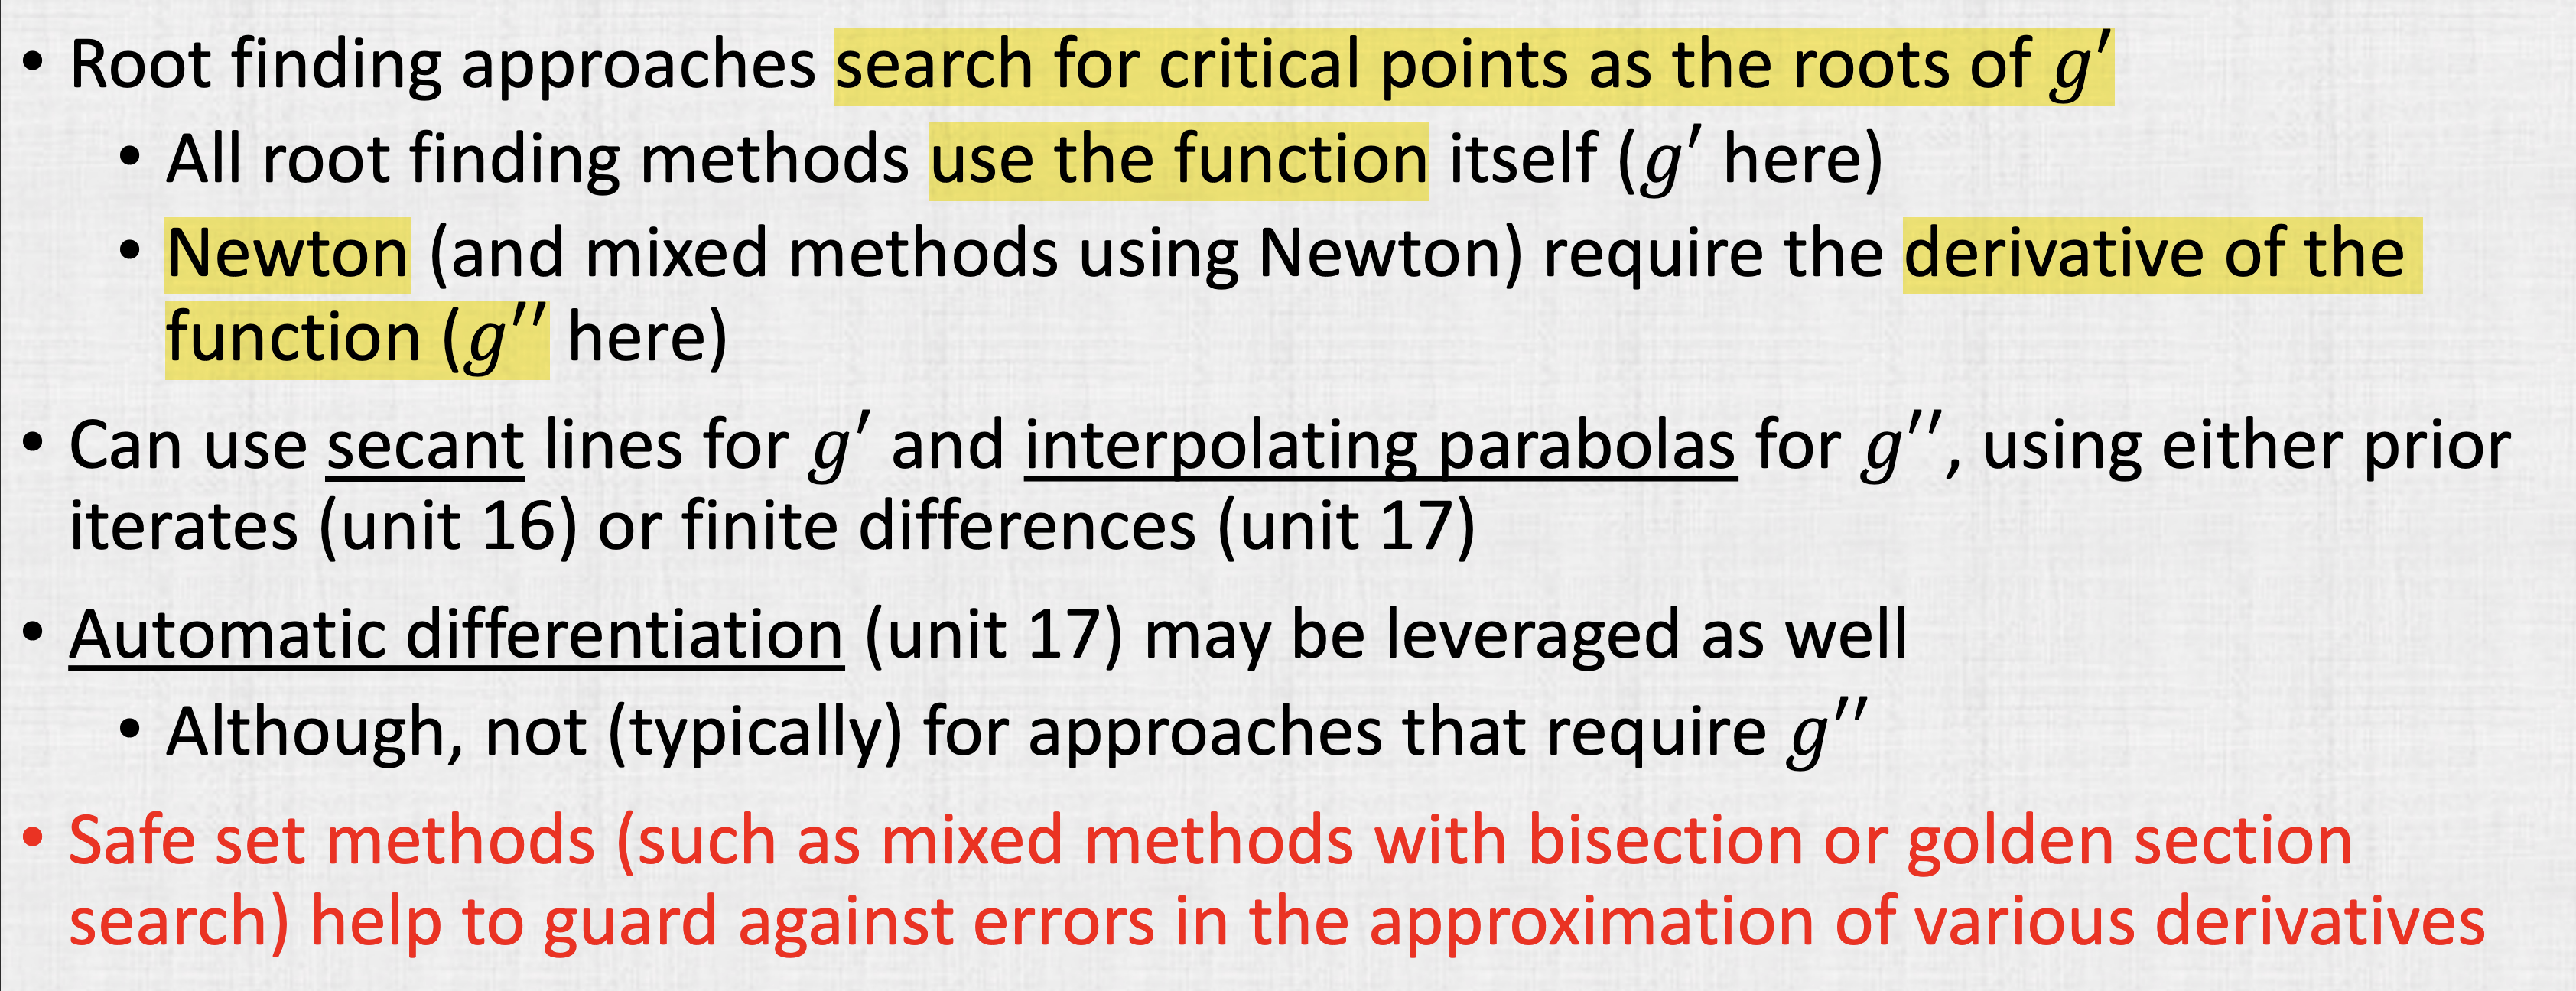 • Root finding approaches search for critical points as the roots of g′
• All root finding methods use the function itself (g′ here)
• Newton (and mixed methods using Newton) require the derivative of the
function (g′′ here)
• Can use secant lines for g′ and interpolating parabolas for g′′, using either prior
iterates (unit 16) or finite differences (unit 17)
• Automatic differentiation (unit 17) may be leveraged as well
• Although, not (typically) for approaches that require g′′
• Safe set methods (such as mixed methods with bisection or golden section
search) help to guard against errors in the approximation of various derivatives